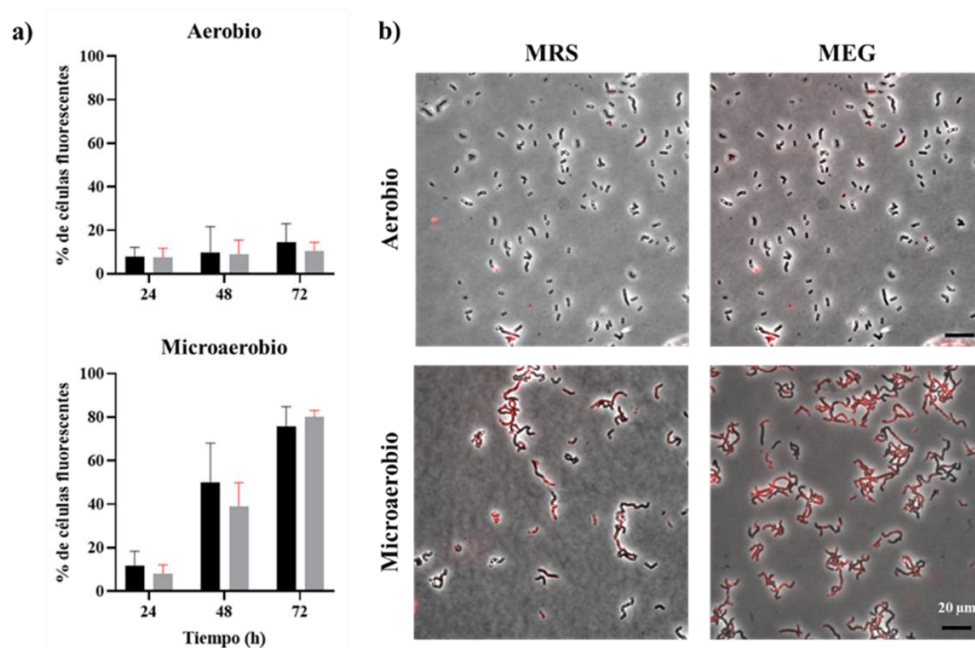 a)
Aerobio
% de células fluorescentes
100
80
60
40
20
0
24 48 72
Microaerobio
% de células fluorescentes
100
80
60
40
20
0
24 48 72
Tiempo (h)
b)
MRS MEG
Aerobio
Microaerobio
20 µm